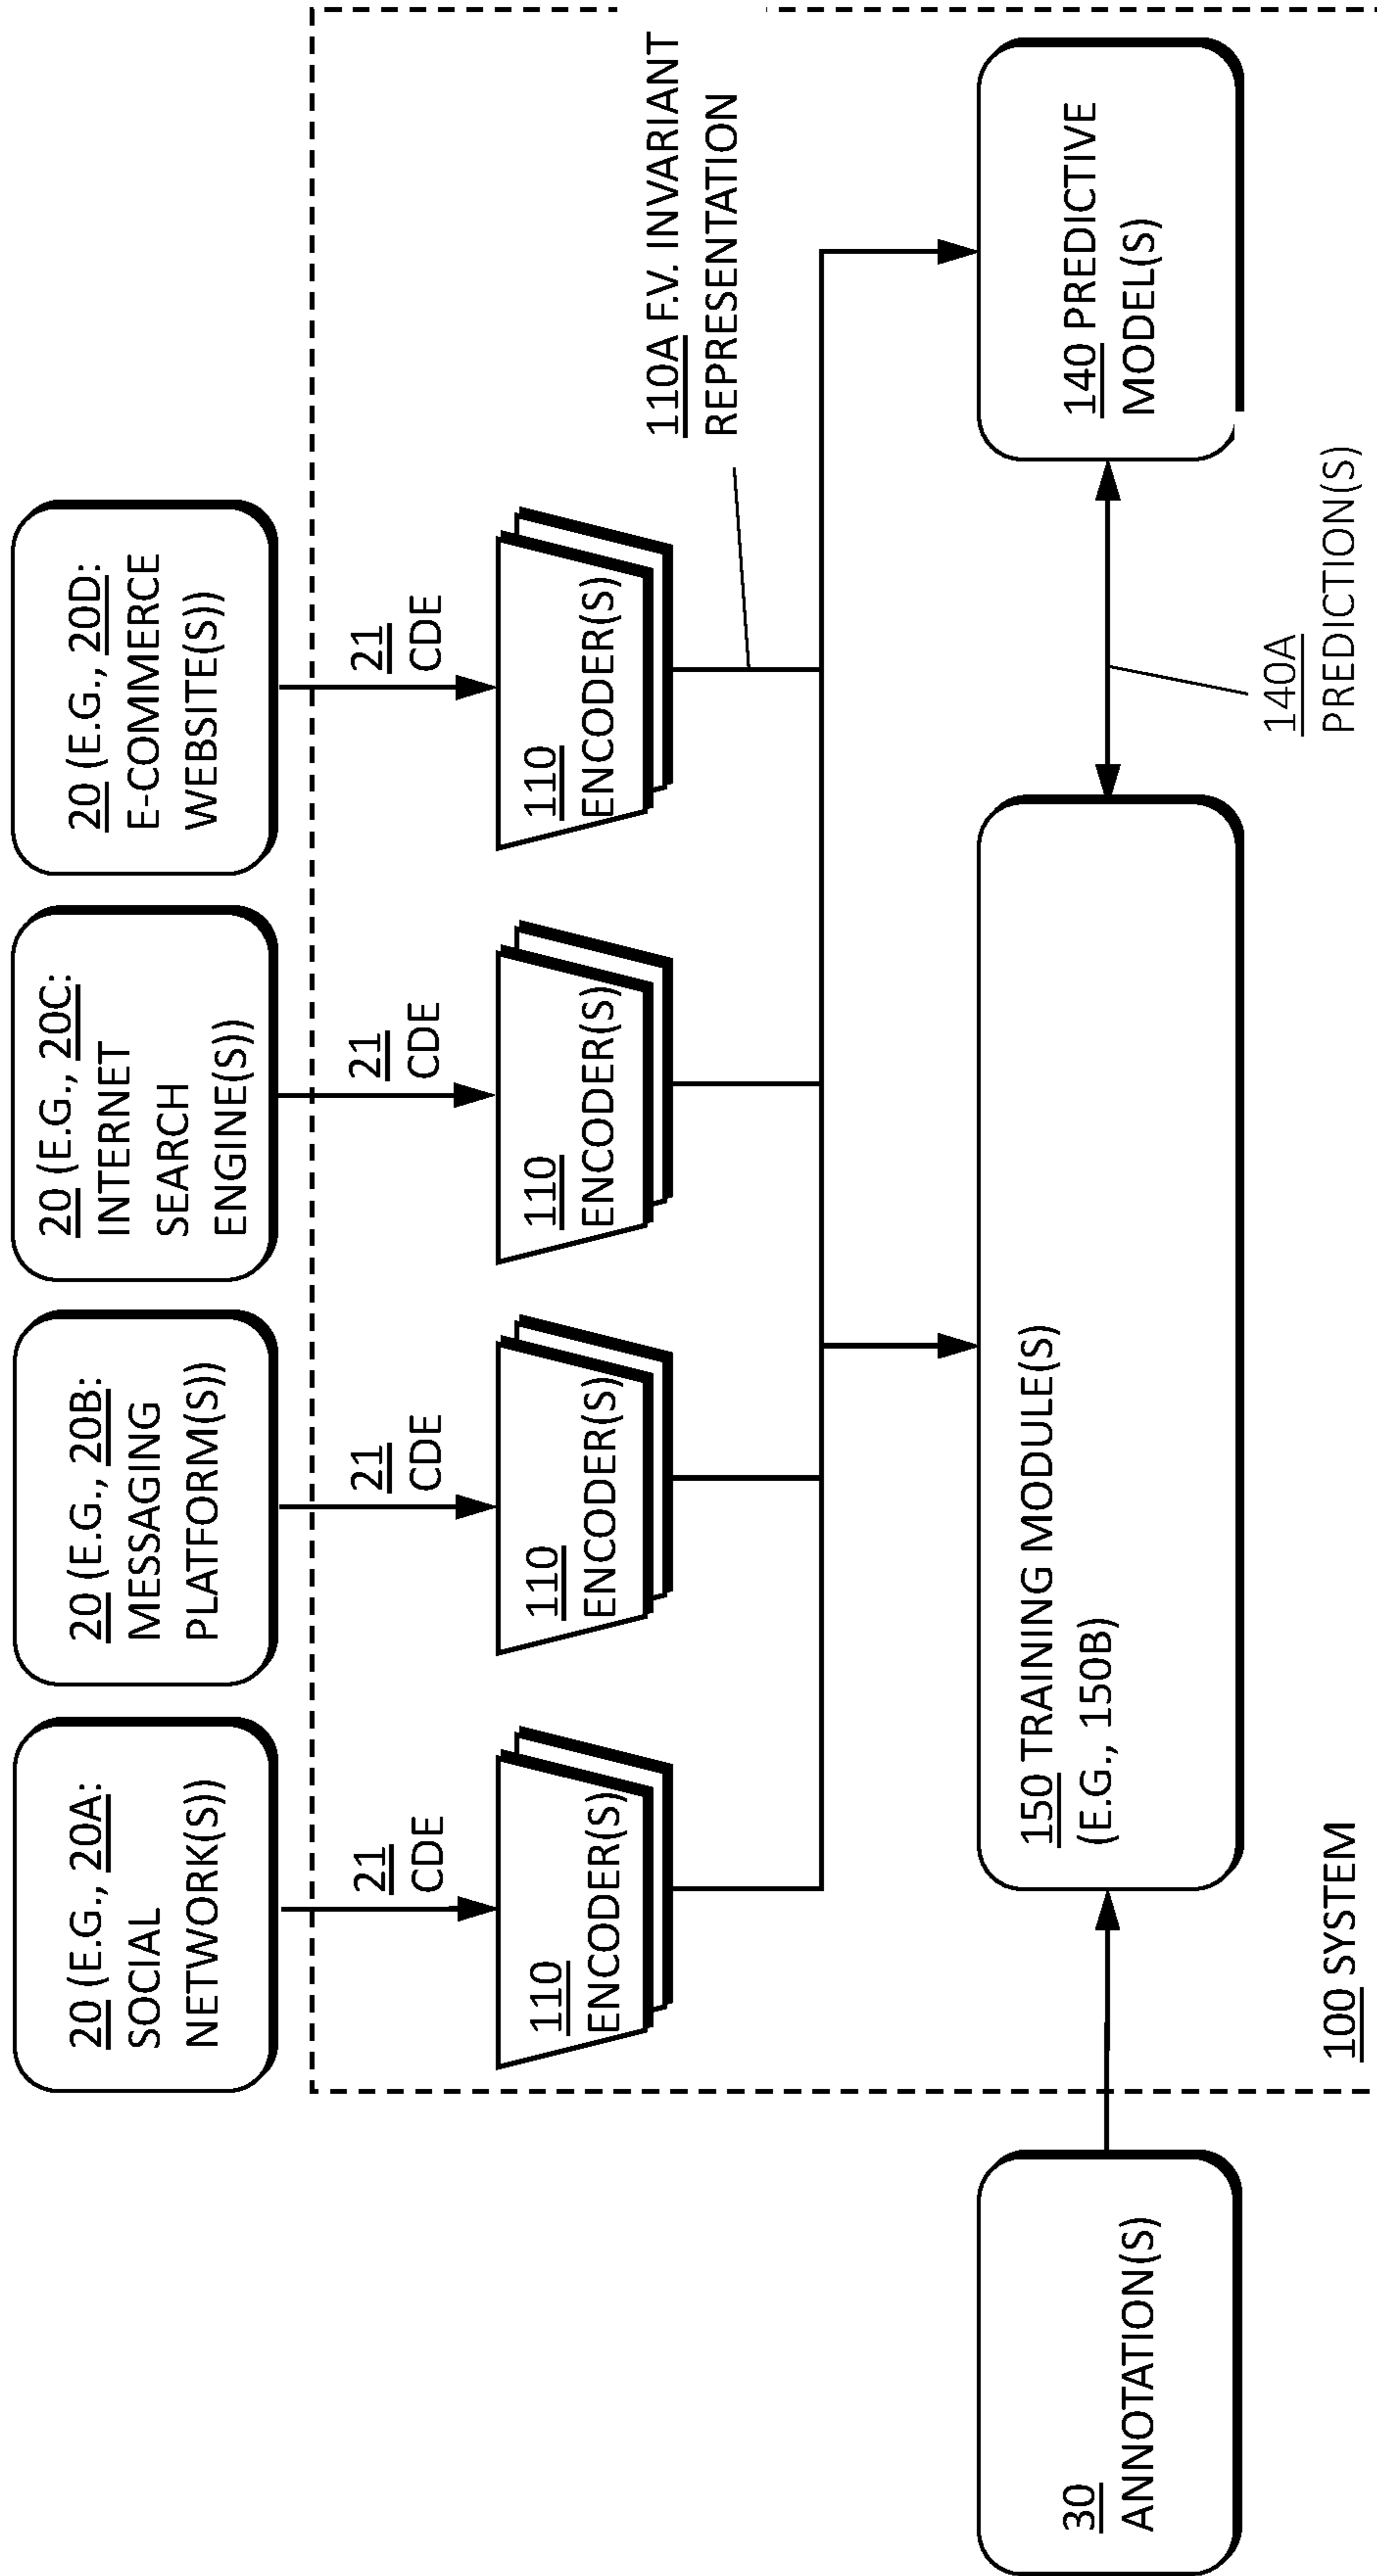 20 (E.G., 20A:
SOCIAL
NETWORK(S))
20 (E.G., 20B:
MESSAGING
PLATFORM(S))
20 (E.G., 20C:
INTERNET
SEARCH
ENGINE(S))
20 (E.G., 20D:
E-COMMERCE
WEBSITE(S))
21
CDE
21
CDE
21
CDE
21
CDE
110
ENCODER(S)
110
ENCODER(S)
110
ENCODER(S)
110
ENCODER(S)
110A F.V. INVARIANT
REPRESENTATION
30
ANNOTATION(S)
150 TRAINING MODULE(S)
(E.G., 150B)
140 PREDICTIVE
MODEL(S)
140A
PREDICTION(S)
100 SYSTEM